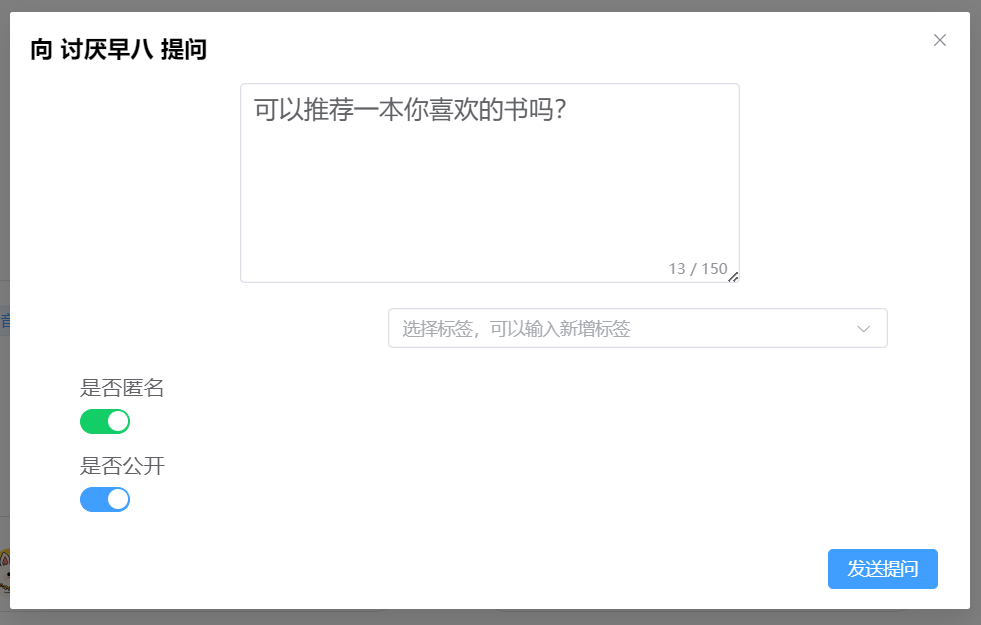 向 讨厌早八 提问
可以推荐一本你喜欢的书吗？
13 / 150
选择标签，可以输入新增标签
是否匿名
是否公开
发送提问
音